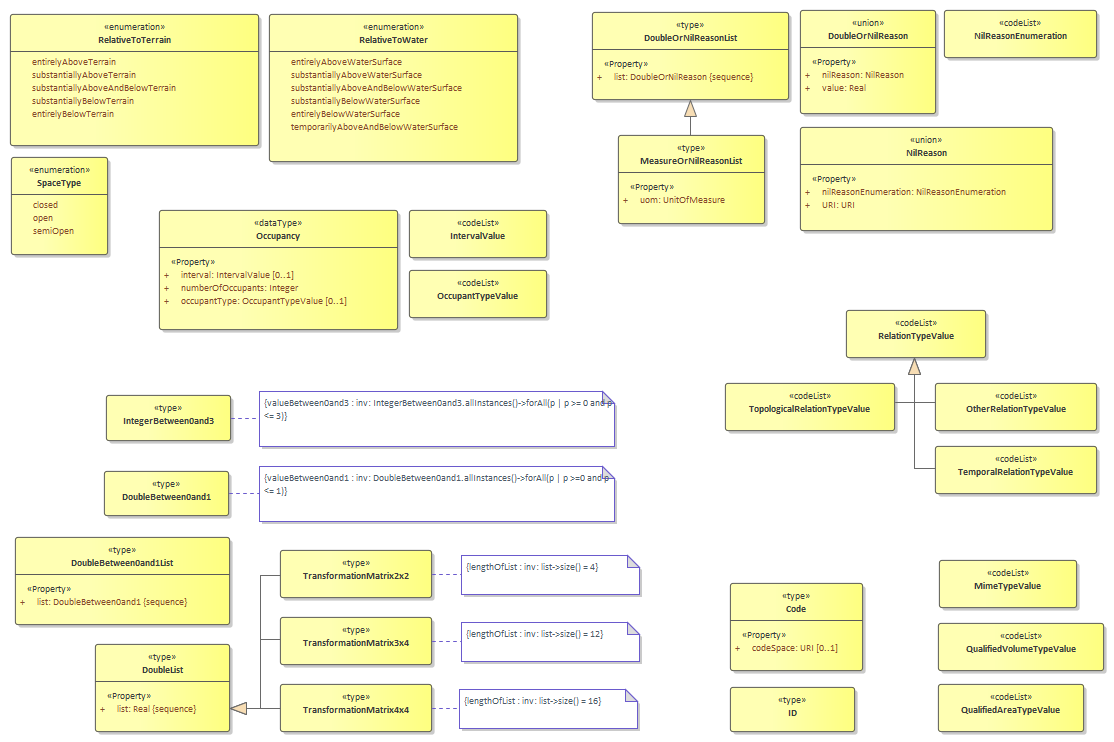 «enumeration»
RelativeToTerrain
entirelyAboveTerrain
substantiallyAboveTerrain
substantiallyAboveAndBelowTerrain
substantiallyBelowTerrain
entirelyBelowTerrain
«enumeration»
RelativeToWater
entirelyAboveWaterSurface
substantiallyAboveWaterSurface
substantiallyAboveAndBelowWaterSurface
substantiallyBelowWaterSurface
entirelyBelowWaterSurface
temporarilyAboveAndBelowWaterSurface
«type»
DoubleOrNilReasonList
«Property»
+ list: DoubleOrNilReason {sequence}
«union»
DoubleOrNilReason
«Property»
+ nilReason: NilReason
+ value: Real
«codeList»
NilReasonEnumeration
«type»
MeasureOrNilReasonList
«Property»
+ uom: UnitOfMeasure
«union»
NilReason
«Property»
+ nilReasonEnumeration: NilReasonEnumeration
+ URI: URI
«enumeration»
SpaceType
closed
open
semiOpen
«dataType»
Occupancy
«Property»
+ interval: IntervalValue [0..1]
+ numberOfOccupants: Integer
+ occupantType: OccupantTypeValue [0..1]
«codeList»
IntervalValue
«codeList»
OccupantTypeValue
«codeList»
RelationTypeValue
«codeList»
TopologicalRelationTypeValue
«codeList»
OtherRelationTypeValue
«codeList»
TemporalRelationTypeValue
«type»
IntegerBetween0and3
{valueBetween0and3 : inv: IntegerBetween0and3.allInstances()->forAll(p | p >= 0 and p
<= 3)}
«type»
DoubleBetween0and1
{valueBetween0and1 : inv: DoubleBetween0and1.allInstances()->forAll(p | p >=0 and p
<= 1)}
«type»
DoubleBetween0and1List
«Property»
+ list: DoubleBetween0and1 {sequence}
«type»
DoubleList
«Property»
+ list: Real {sequence}
«type»
TransformationMatrix2x2
{lengthOfList : inv: list->size() = 4}
«type»
TransformationMatrix3x4
{lengthOfList : inv: list->size() = 12}
«type»
TransformationMatrix4x4
{lengthOfList : inv: list->size() = 16}
«type»
Code
«Property»
+ codeSpace: URI [0..1]
«type»
ID
«codeList»
MimeTypeValue
«codeList»
QualifiedVolumeTypeValue
«codeList»
QualifiedAreaTypeValue